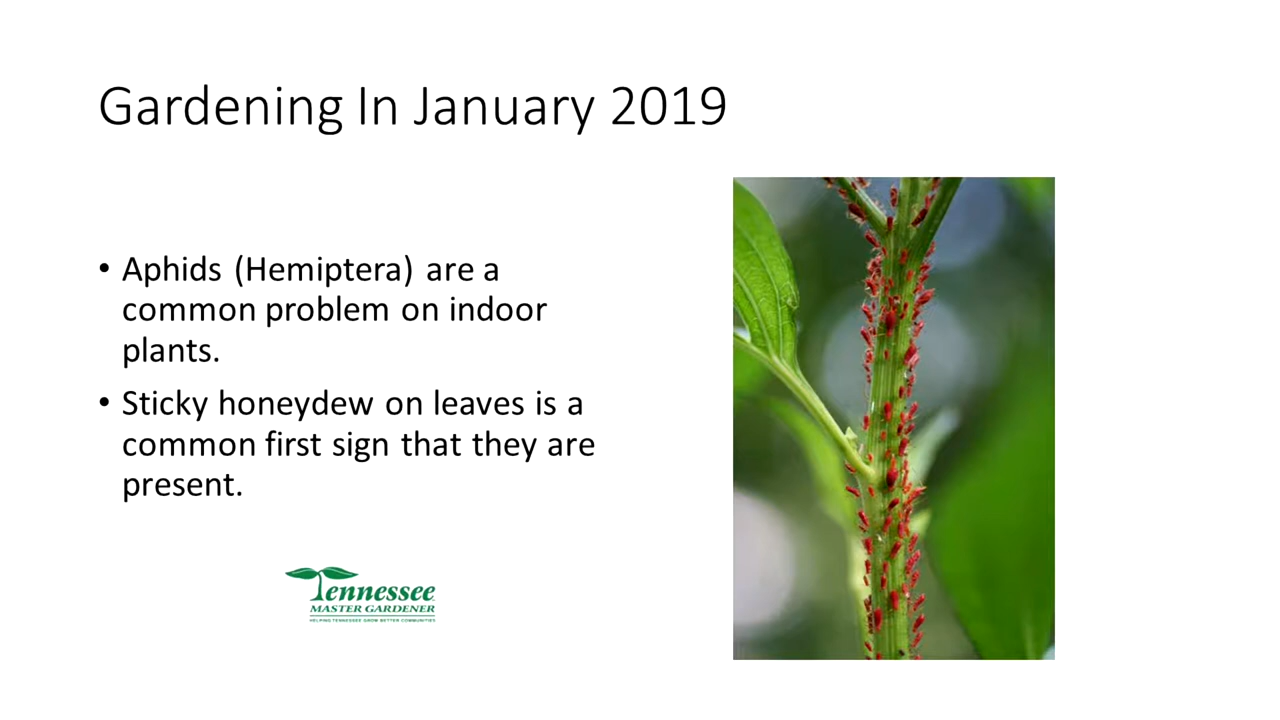 Gardening In January 2019
• Aphids (Hemiptera) are a
common problem on indoor
plants.
• Sticky honeydew on leaves is a
common first sign that they are
present.
Tennessee
MASTER GARDENER
HELPING TENNESSEE GROW BETTER COMMUNITIES